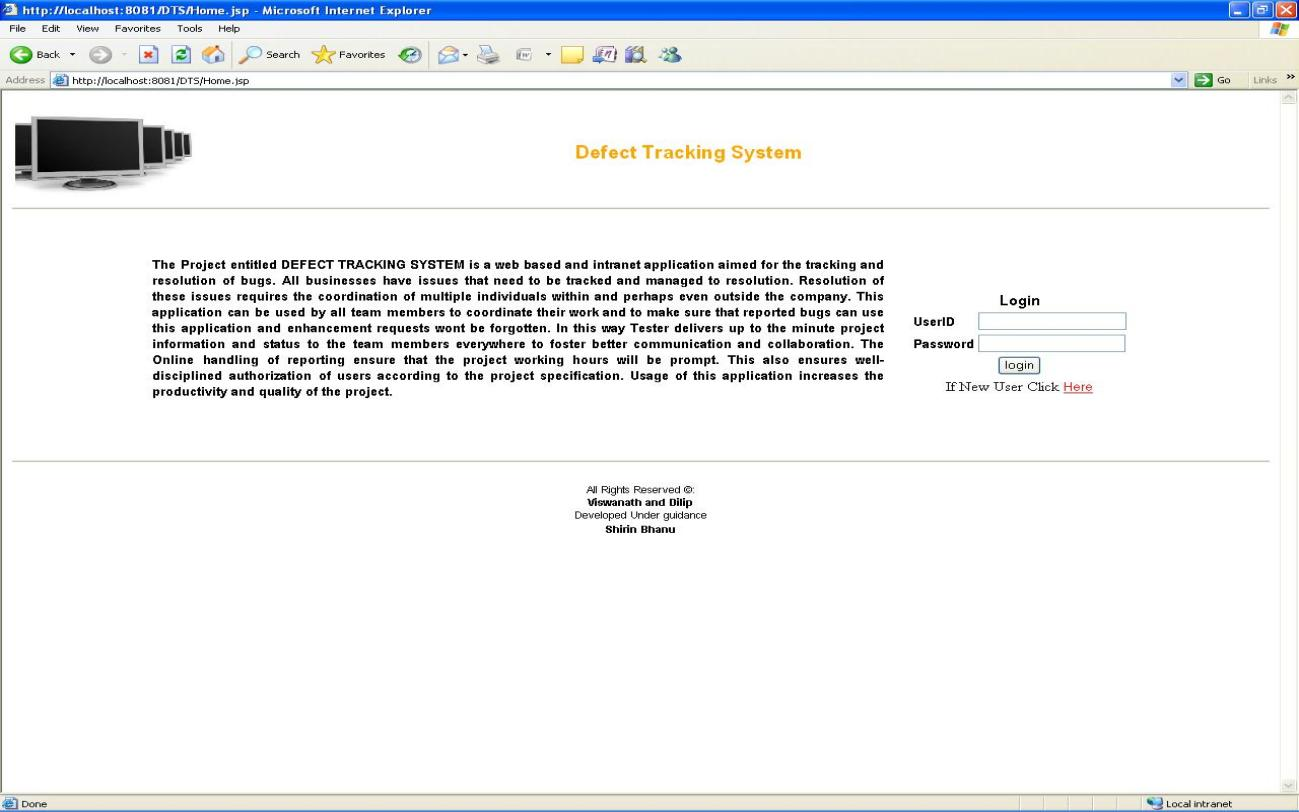 http://localhost:8081/DTS/Home.jsp - Microsoft Internet Explorer
File Edit View Favorites Tools Help
Back Search Favorites
Address http://localhost:8081/DTS/Home.jsp Go Links »
Defect Tracking System
The Project entitled DEFECT TRACKING SYSTEM is a web based and intranet application aimed for the tracking and
resolution of bugs. All businesses have issues that need to be tracked and managed to resolution. Resolution of
these issues requires the coordination of multiple individuals within and perhaps even outside the company. This
application can be used by all team members to coordinate their work and to make sure that reported bugs can use
this application and enhancement requests wont be forgotten. In this way Tester delivers up to the minute project
information and status to the team members everywhere to foster better communication and collaboration. The
Online handling of reporting ensure that the project working hours will be prompt. This also ensures well-
disciplined authorization of users according to the project specification. Usage of this application increases the
productivity and quality of the project.
Login
UserID
Password
login
If New User Click Here
All Rights Reserved ©:
Viswanath and Dilip
Developed Under guidance
Shirin Bhanu
Done Local intranet